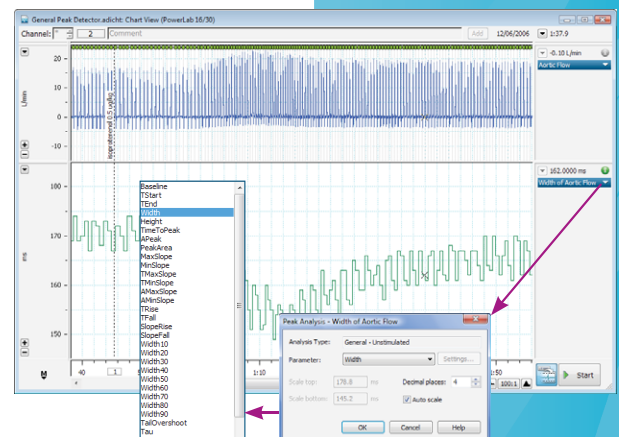 General Peak Detector.adicht: Chart View (PowerLab 16/30)
Channel: 2 Comment Add 12/06/2006 1:37.9
20
10
0
-10
L/min
isoproterenol 0.5 ug/kg
-0.10 L/min
Aortic Flow
162.0000 ms
Width of Aortic Flow
180
170
160
150
ms
Baseline
TStart
TEnd
Width
Height
TimeToPeak
APeak
PeakArea
MaxSlope
MinSlope
TMaxSlope
TMinSlope
AMaxSlope
AMinSlope
TRise
TFall
SlopeRise
SlopeFall
Width10
Width20
Width30
Width40
Width50
Width60
Width70
Width80
Width90
TailOvershoot
Tau
Peak Analysis - Width of Aortic Flow
Analysis Type: General - Unstimulated
Parameter: Width Settings...
Scale top: 178.8 ms Decimal places: 4
Scale bottom: 145.2 ms Auto scale
OK Cancel Help
40 1 1:10 1:50
100:1
Start